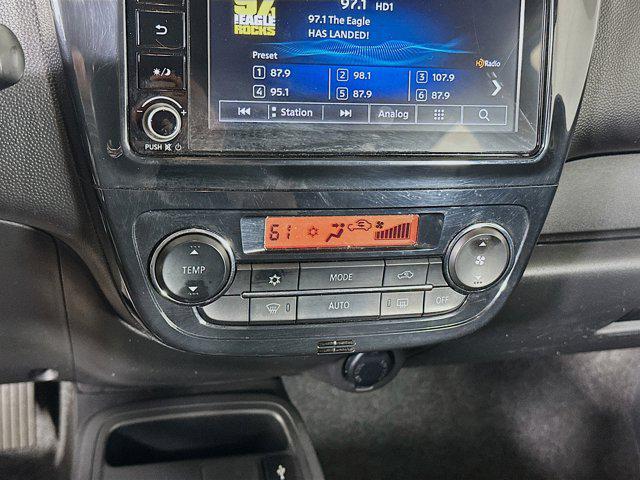 97.1 HD1
97.1 The Eagle
HAS LANDED!
EAGLE
ROCKS
HD Radio
Preset
1 87.9 2 98.1 3 107.9
4 95.1 5 87.9 6 87.9
Station Analog
PUSH
61
TEMP
MODE
AUTO
OFF